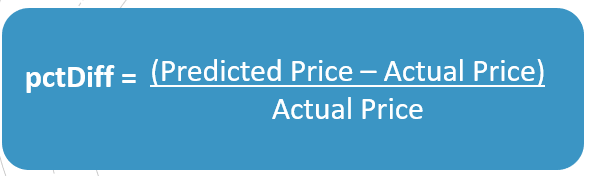 pctDiff = (Predicted Price – Actual Price)
Actual Price